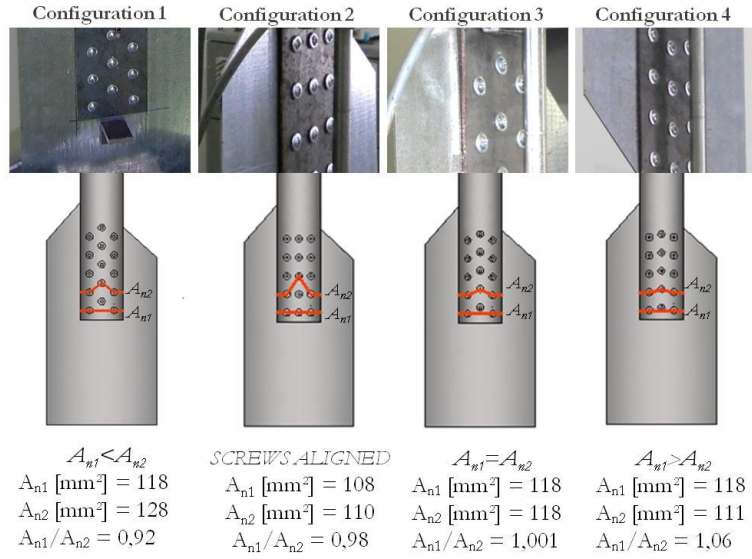 Configuration 1 Configuration 2 Configuration 3 Configuration 4
Aₙ₂ Aₙ₂ Aₙ₂ Aₙ₂
Aₙ₁ Aₙ₁ Aₙ₁ Aₙ₁
Aₙ₁<Aₙ₂ SCREWS ALIGNED Aₙ₁=Aₙ₂ Aₙ₁>Aₙ₂
Aₙ₁ [mm²] = 118 Aₙ₁ [mm²] = 108 Aₙ₁ [mm²] = 118 Aₙ₁ [mm²] = 118
Aₙ₂ [mm²] = 128 Aₙ₂ [mm²] = 110 Aₙ₂ [mm²] = 118 Aₙ₂ [mm²] = 111
Aₙ₁/Aₙ₂ = 0,92 Aₙ₁/Aₙ₂ = 0,98 Aₙ₁/Aₙ₂ = 1,001 Aₙ₁/Aₙ₂ = 1,06